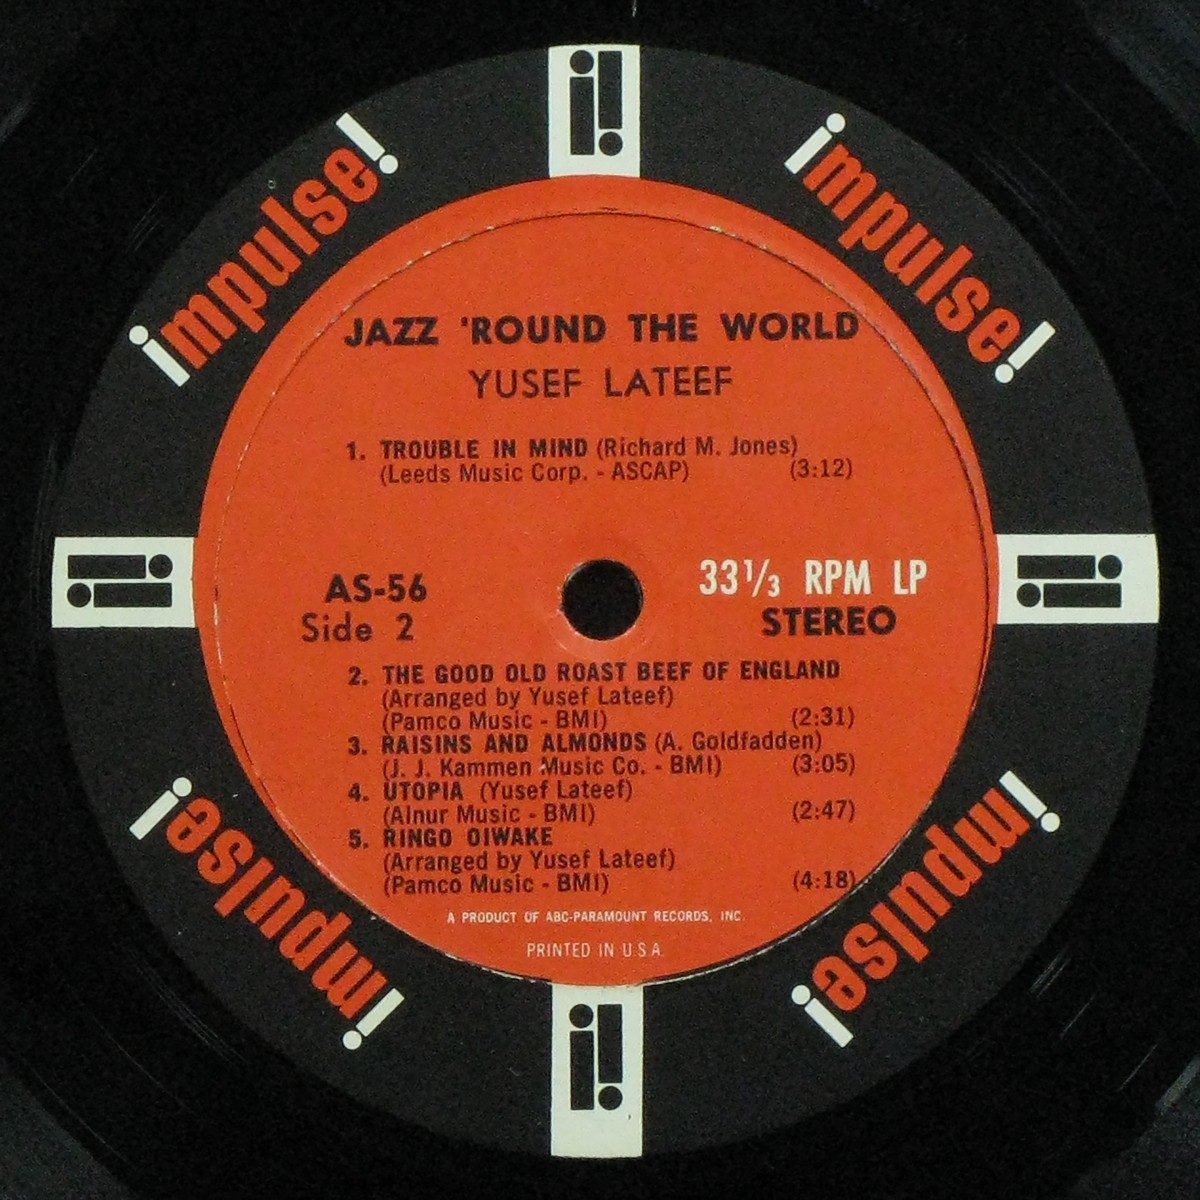 impulse!
impulse!
JAZZ 'ROUND THE WORLD
YUSEF LATEEF
1. TROUBLE IN MIND (Richard M. Jones)
(Leeds Music Corp. - ASCAP) (3:12)
AS-56
Side 2
33 1/3 RPM LP
STEREO
2. THE GOOD OLD ROAST BEEF OF ENGLAND
(Arranged by Yusef Lateef)
(Pamco Music - BMI) (2:31)
3. RAISINS AND ALMONDS (A. Goldfadden)
(J. J. Kammen Music Co. - BMI) (3:05)
4. UTOPIA (Yusef Lateef)
(Alnur Music - BMI) (2:47)
5. RINGO OIWAKE
(Arranged by Yusef Lateef)
(Pamco Music - BMI) (4:18)
A PRODUCT OF ABC-PARAMOUNT RECORDS, INC.
PRINTED IN U.S.A.
impulse!
impulse!